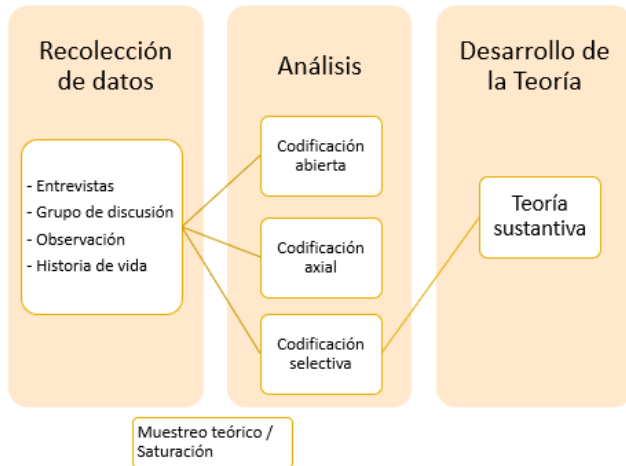 Recolección
de datos
- Entrevistas
- Grupo de discusión
- Observación
- Historia de vida
Análisis
Codificación
abierta
Codificación
axial
Codificación
selectiva
Desarrollo de
la Teoría
Teoría
sustantiva
Muestreo teórico /
Saturación